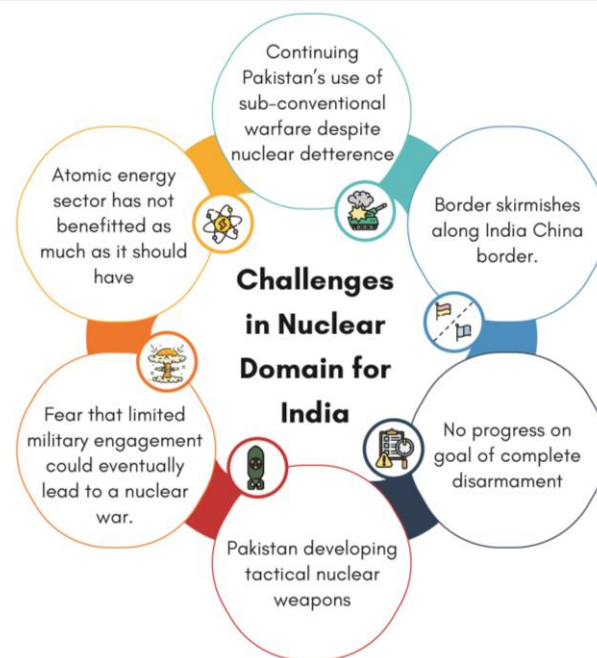 Continuing
Pakistan's use of
sub-conventional
warfare despite
nuclear detterence
Border skirmishes
along India China
border.
No progress on
goal of complete
disarmament
Pakistan developing
tactical nuclear
weapons
Fear that limited
military engagement
could eventually
lead to a nuclear
war.
Atomic energy
sector has not
benefitted as
much as it should
have
Challenges
in Nuclear
Domain for
India